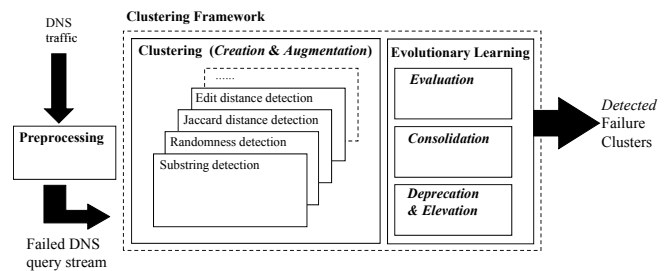 DNS
traffic
Preprocessing
Failed DNS
query stream
Clustering Framework
Clustering (Creation & Augmentation)
......
Edit distance detection
Jaccard distance detection
Randomness detection
Substring detection
Evolutionary Learning
Evaluation
Consolidation
Deprecation
& Elevation
Detected
Failure
Clusters